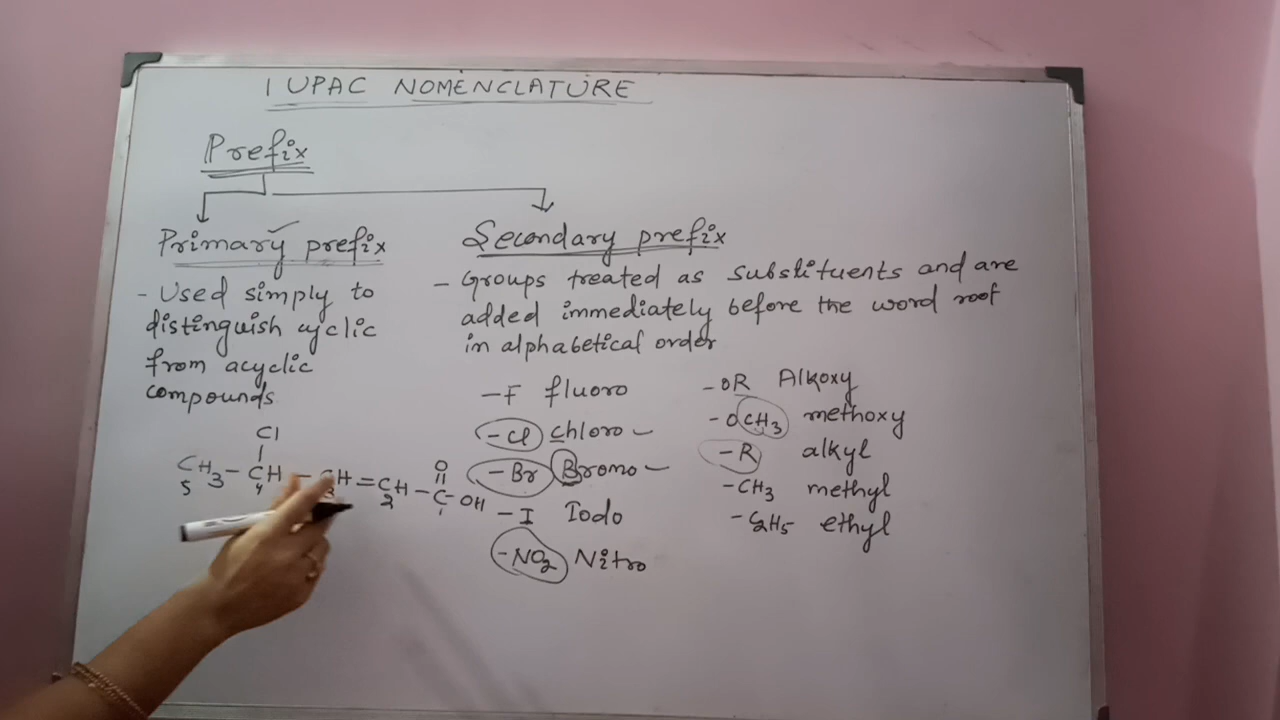 IUPAC NOMENCLATURE
Prefix
Primary prefix
- Used simply to
distinguish cyclic
from acyclic
compounds
Secondary prefix
- Groups treated as substituents and are
added immediately before the word root
in alphabetical order
-F fluoro
-Cl chloro
-Br Bromo
-I Iodo
-NO2 Nitro
-OR Alkoxy
-OCH3 methoxy
-R alkyl
-CH3 methyl
-C2H5 ethyl
Cl O
CH3 - CH - CH = CH - C - OH
5 4 3 2 1